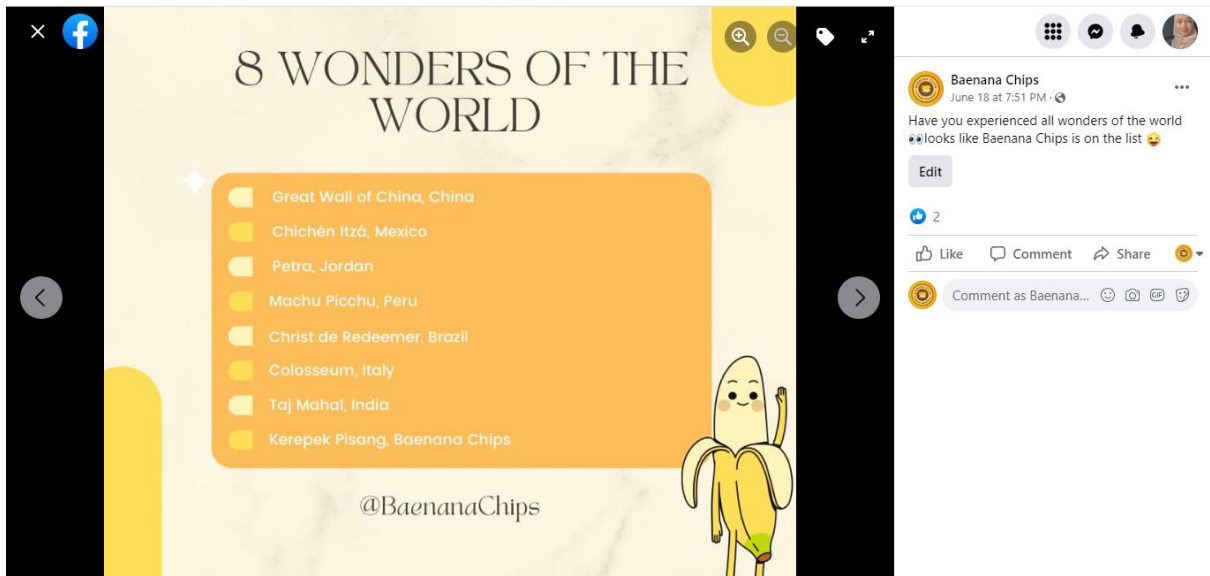 8 WONDERS OF THE
WORLD
Great Wall of China, China
Chichén Itzá, Mexico
Petra, Jordan
Machu Picchu, Peru
Christ de Redeemer, Brazil
Colosseum, Italy
Taj Mahal, India
Kerepek Pisang, Baenana Chips
@BaenanaChips
Baenana Chips
June 18 at 7:51 PM ·
Have you experienced all wonders of the world
👀looks like Baenana Chips is on the list 😜
Edit
2
Like Comment Share
Comment as Baenana... GIF